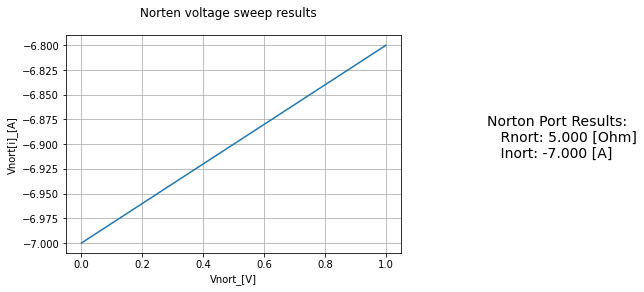 Norten voltage sweep results
−6.800
−6.825
−6.850
−6.875
−6.900
−6.925
−6.950
−6.975
−7.000
Vnort[i]_[A]
0.0 0.2 0.4 0.6 0.8 1.0
Vnort_[V]
Norton Port Results:
Rnort: 5.000 [Ohm]
Inort: -7.000 [A]